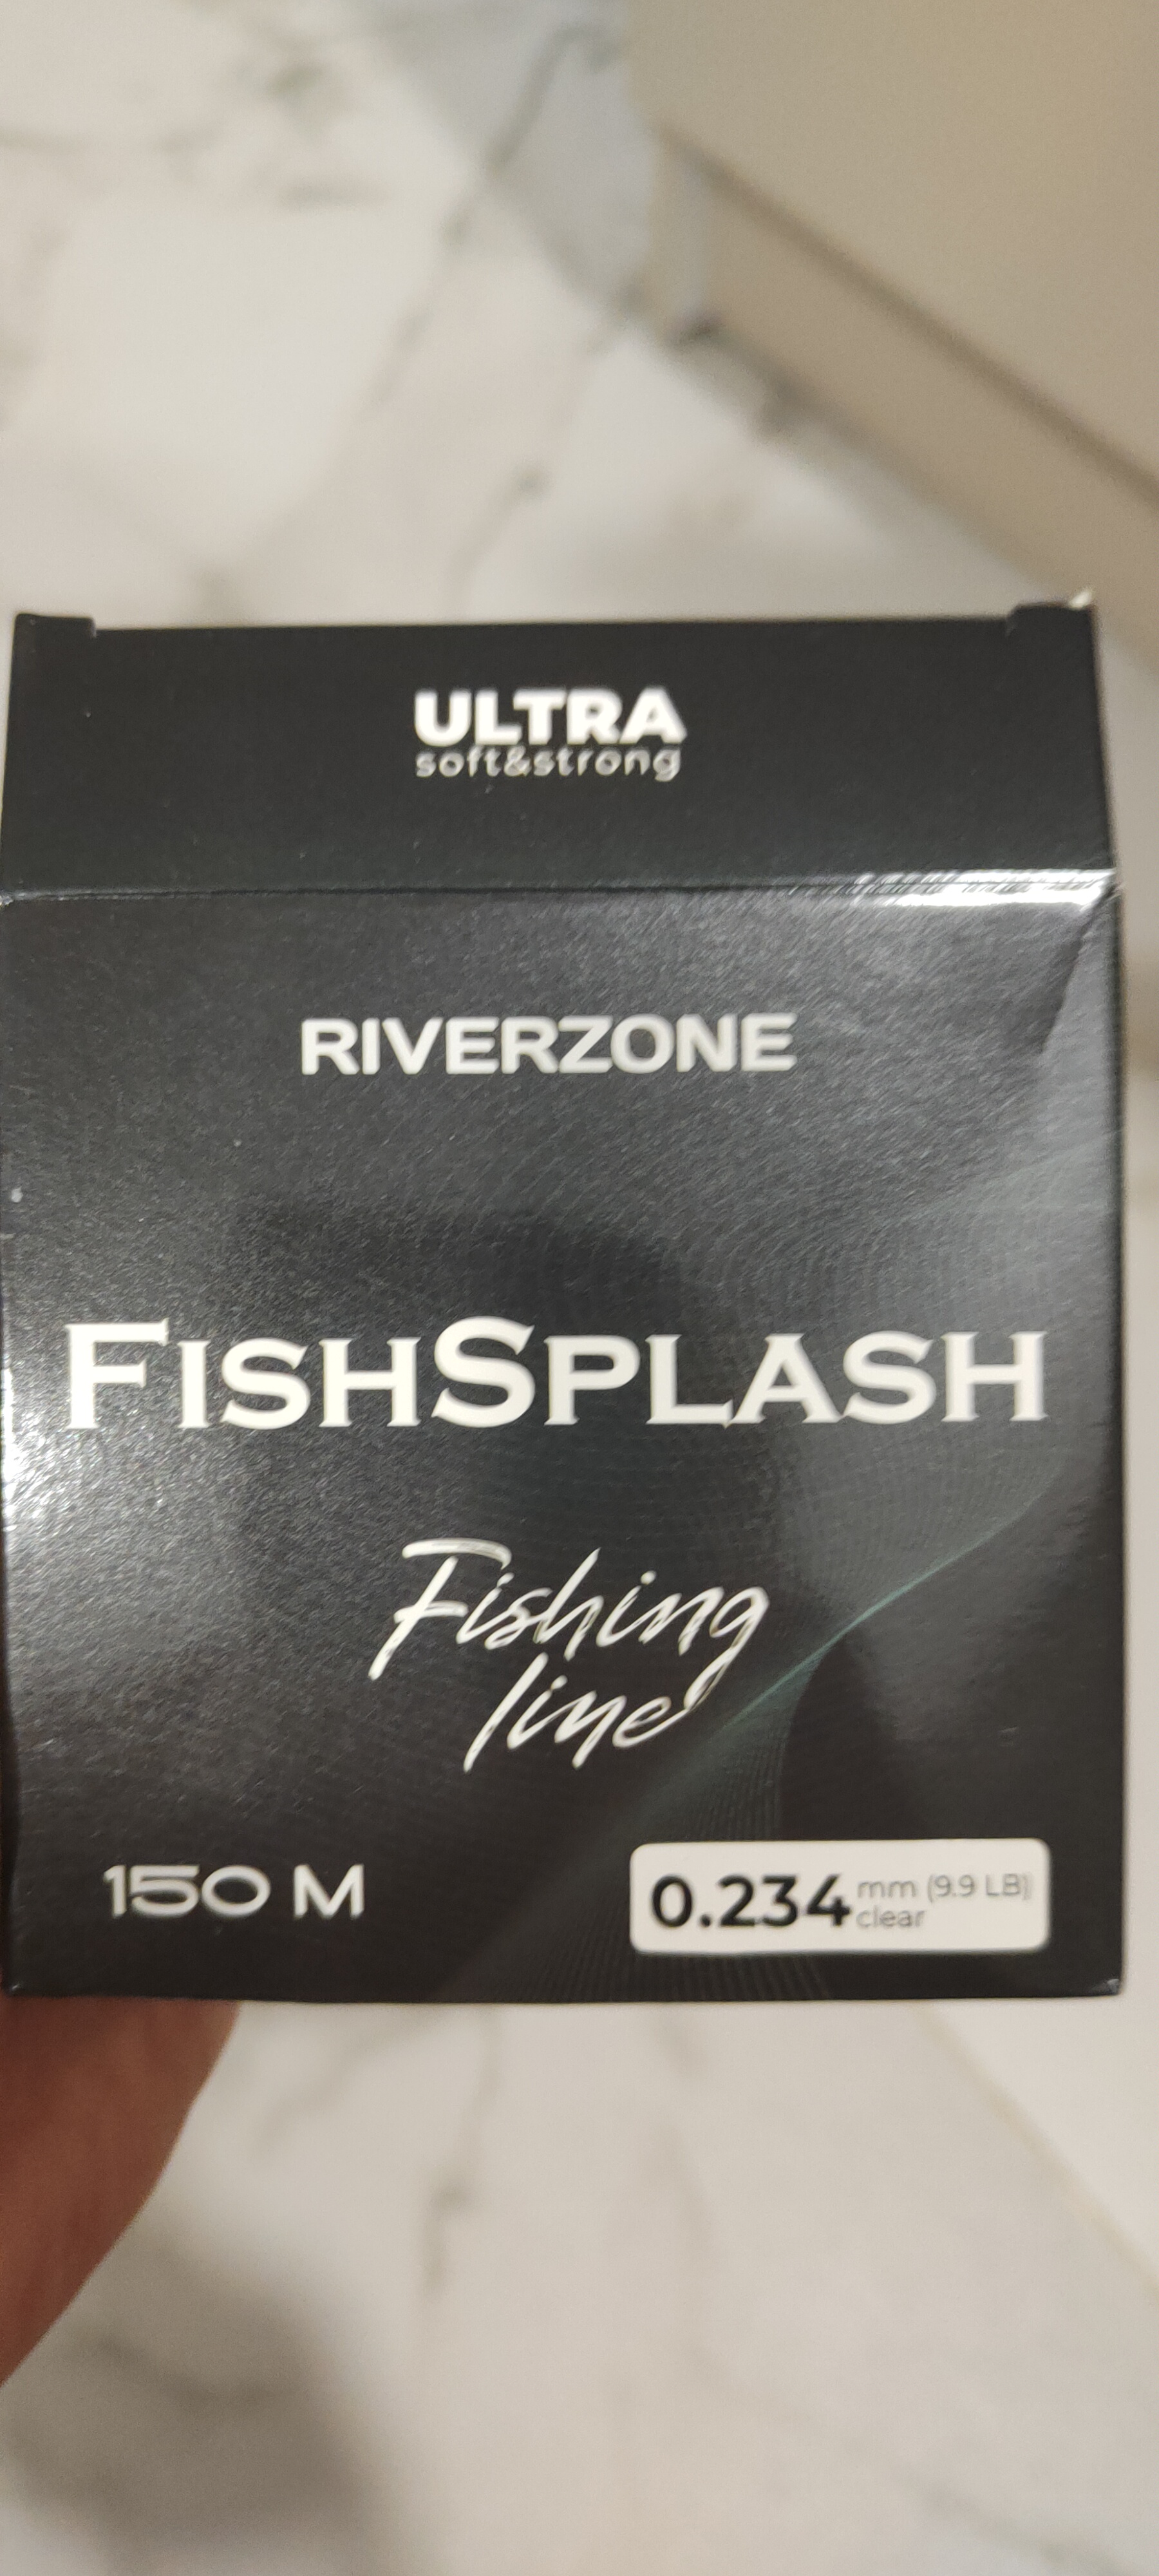 ULTRA
soft&strong
RIVERZONE
FISHSPLASH
Fishing
line
150 M
0.234 mm (9.9 LB)
clear